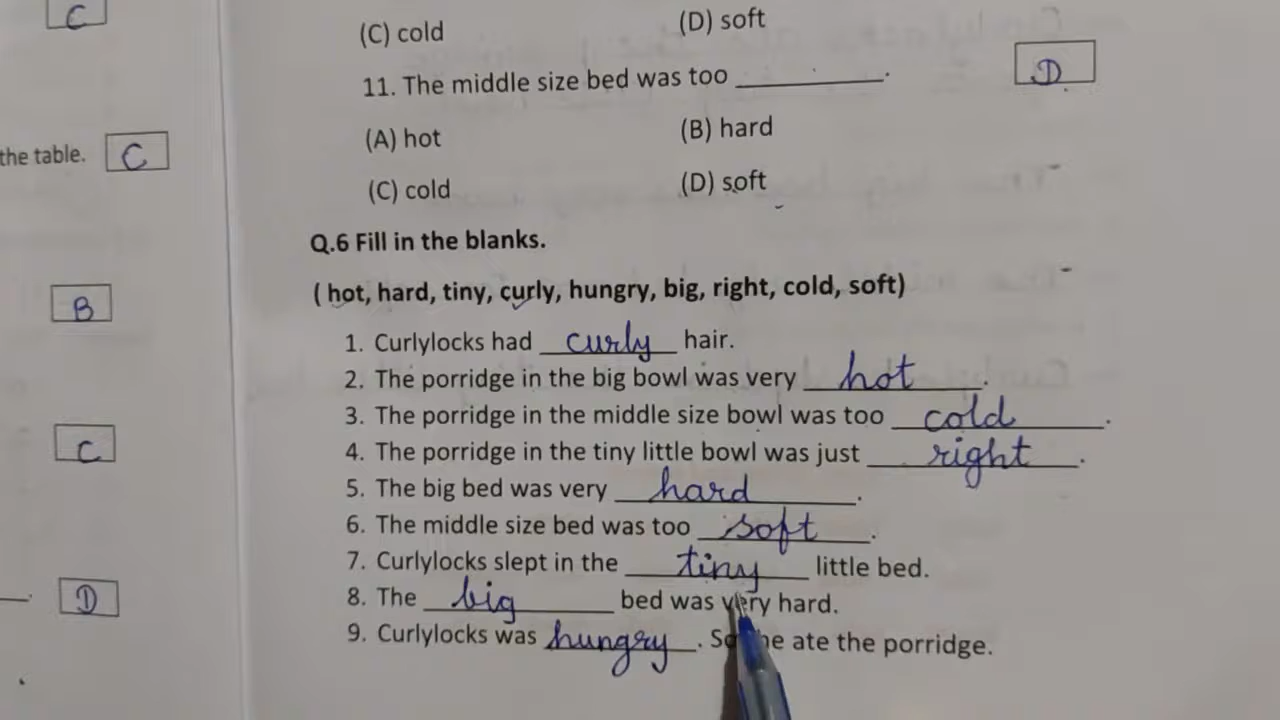 C
(C) cold (D) soft
11. The middle size bed was too ________. D
(A) hot (B) hard
the table. C
(C) cold (D) soft
Q.6 Fill in the blanks.
( hot, hard, tiny, curly, hungry, big, right, cold, soft)
B
1. Curlylocks had curly hair.
2. The porridge in the big bowl was very hot.
3. The porridge in the middle size bowl was too cold.
C
4. The porridge in the tiny little bowl was just right.
5. The big bed was very hard.
6. The middle size bed was too soft.
7. Curlylocks slept in the tiny little bed.
D
8. The big bed was very hard.
9. Curlylocks was hungry. ate the porridge.